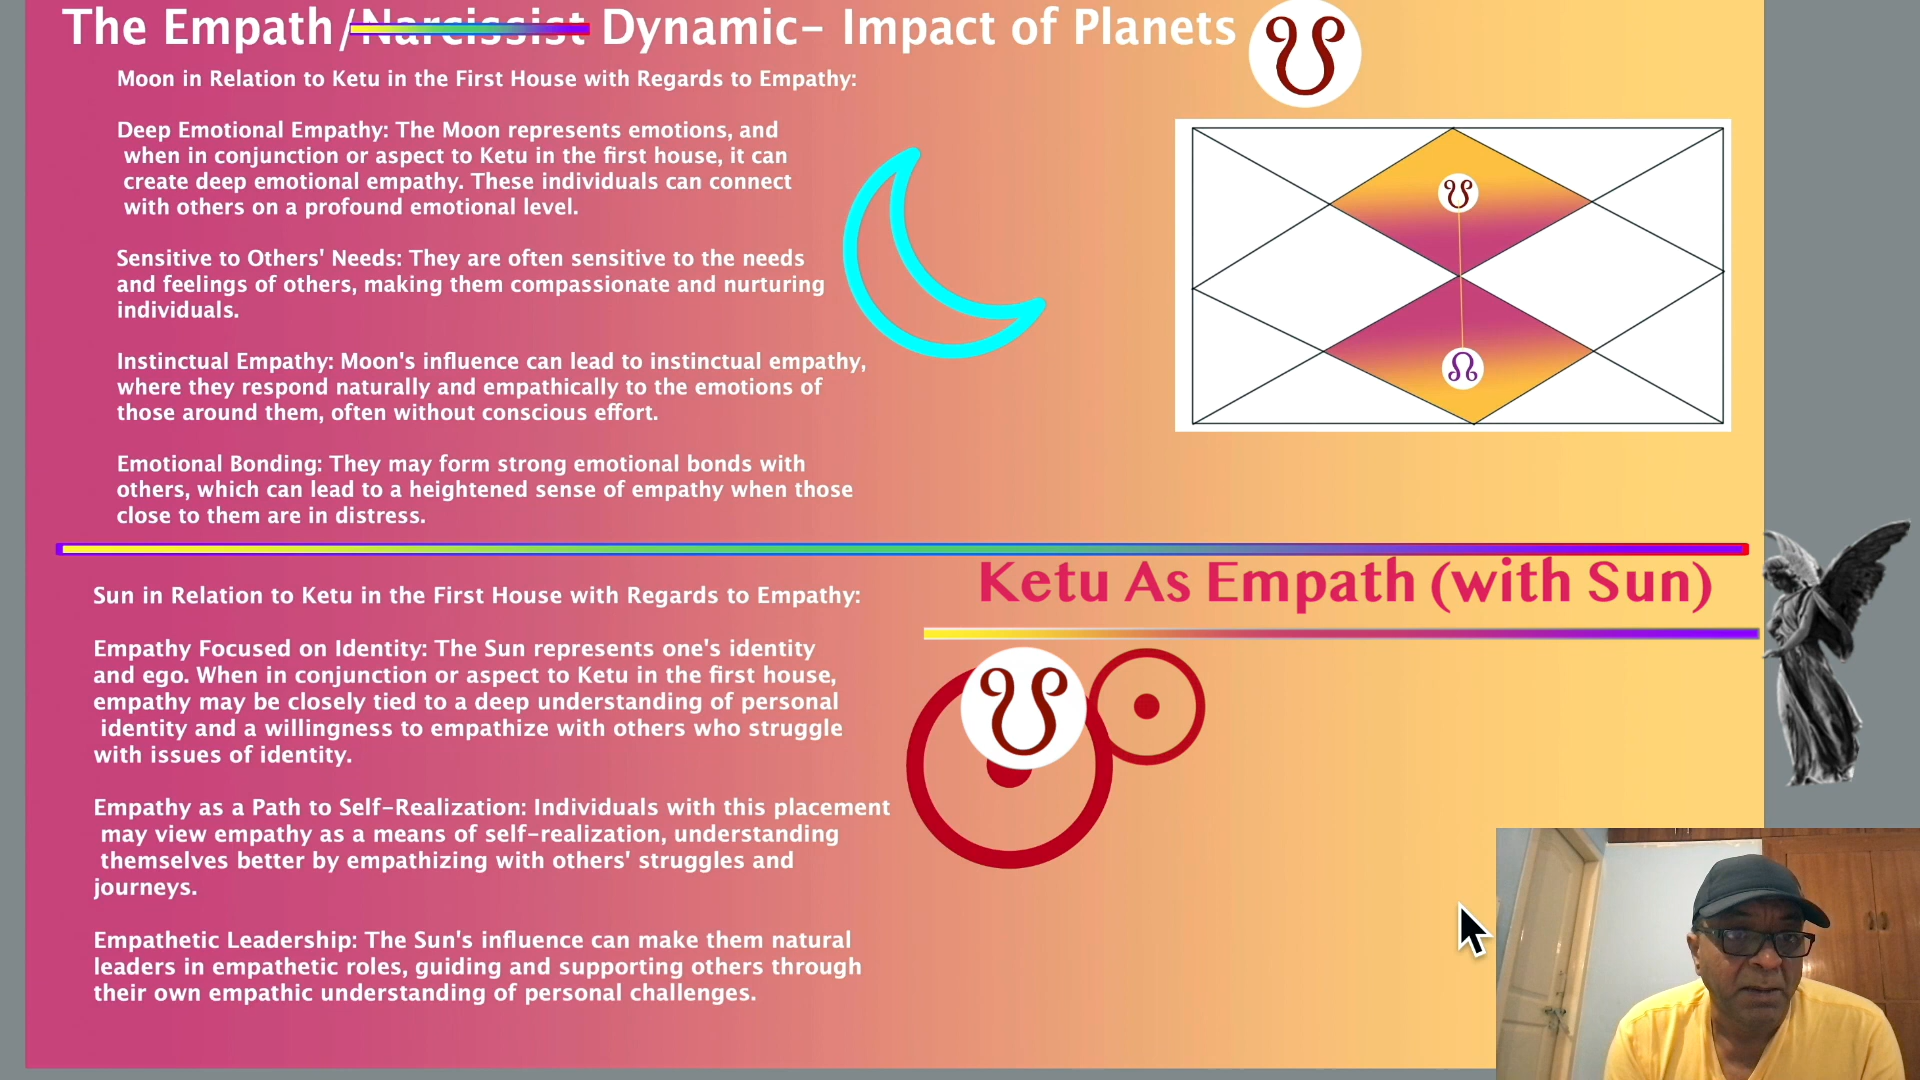 The Empath/Narcissist Dynamic- Impact of Planets
Moon in Relation to Ketu in the First House with Regards to Empathy:
Deep Emotional Empathy: The Moon represents emotions, and
when in conjunction or aspect to Ketu in the first house, it can
create deep emotional empathy. These individuals can connect
with others on a profound emotional level.
Sensitive to Others' Needs: They are often sensitive to the needs
and feelings of others, making them compassionate and nurturing
individuals.
Instinctual Empathy: Moon's influence can lead to instinctual empathy,
where they respond naturally and empathically to the emotions of
those around them, often without conscious effort.
Emotional Bonding: They may form strong emotional bonds with
others, which can lead to a heightened sense of empathy when those
close to them are in distress.
Ketu As Empath (with Sun)
Sun in Relation to Ketu in the First House with Regards to Empathy:
Empathy Focused on Identity: The Sun represents one's identity
and ego. When in conjunction or aspect to Ketu in the first house,
empathy may be closely tied to a deep understanding of personal
identity and a willingness to empathize with others who struggle
with issues of identity.
Empathy as a Path to Self-Realization: Individuals with this placement
may view empathy as a means of self-realization, understanding
themselves better by empathizing with others' struggles and
journeys.
Empathetic Leadership: The Sun's influence can make them natural
leaders in empathetic roles, guiding and supporting others through
their own empathic understanding of personal challenges.